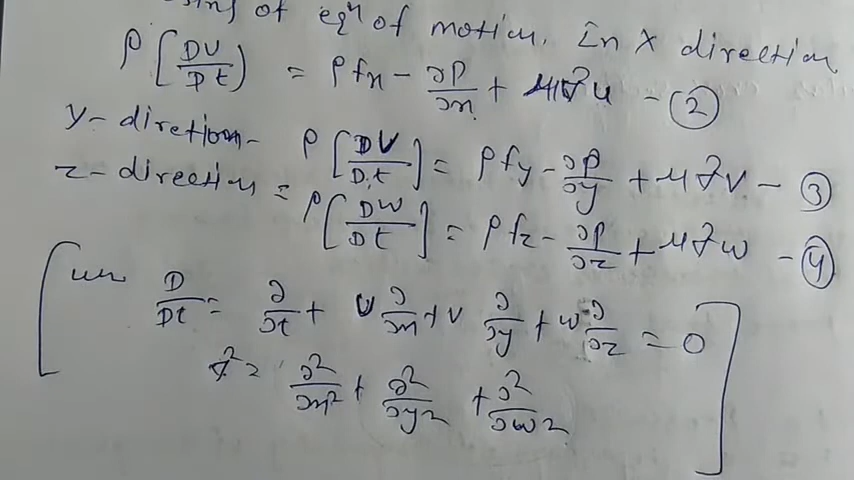 of eqⁿ of motion. In X direction
ρ [DU/Dt) = ρfx - ∂P/∂x + μ∇²u - ②
y- diretion- ρ [DV/Dt] = ρfy - ∂P/∂y + μ∇²v - ③
z- direction = ρ[DW/Dt] = ρfz - ∂P/∂z + μ∇²w - ④
D/Dt = ∂/∂t + U ∂/∂x + v ∂/∂y + w ∂/∂z = 0
∇² = ∂²/∂x² + ∂²/∂y² + ∂²/∂w²